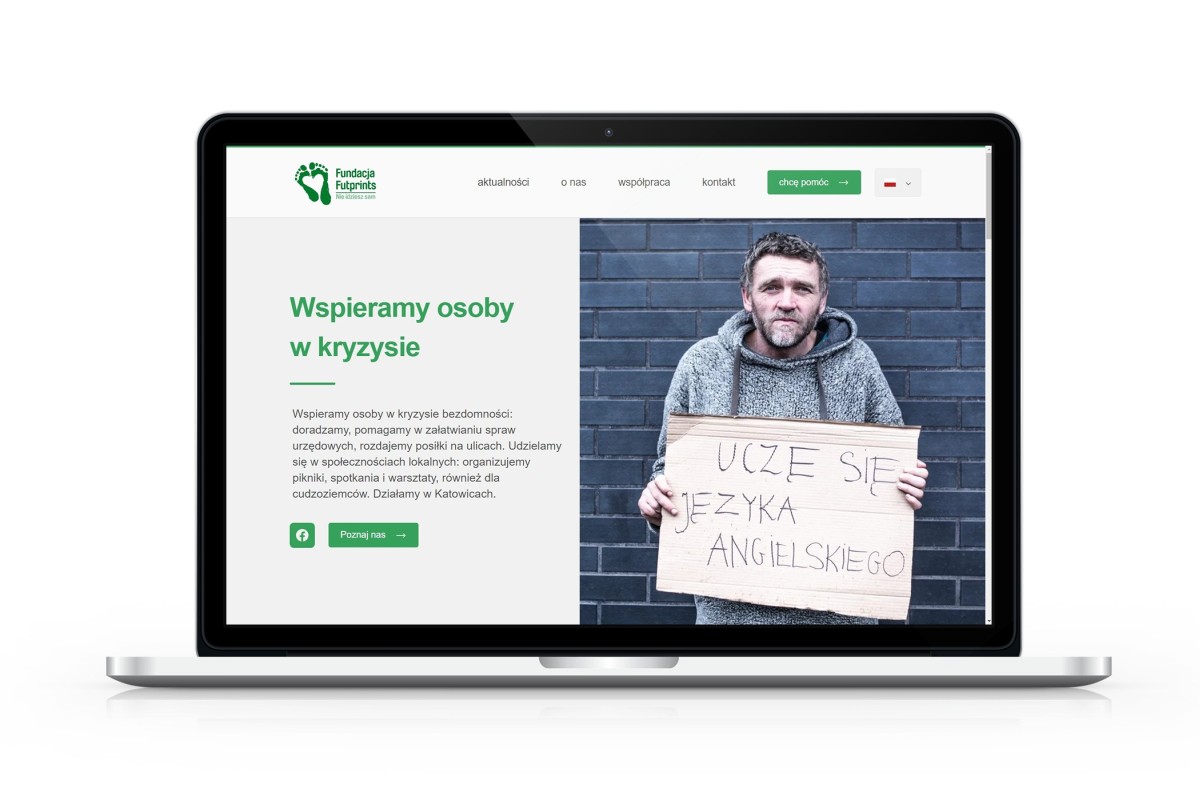 Fundacja
Futprints
Nie idziesz sam
aktualności
o nas
współpraca
kontakt
chcę pomóc →
Wspieramy osoby
w kryzysie
Wspieramy osoby w kryzysie bezdomności:
doradzamy, pomagamy w załatwianiu spraw
urzędowych, rozdajemy posiłki na ulicach. Udzielamy
się w społecznościach lokalnych: organizujemy
pikniki, spotkania i warsztaty, również dla
cudzoziemców. Działamy w Katowicach.
Poznaj nas →
UCZĘ SIĘ
JĘZYKA
ANGIELSKIEGO